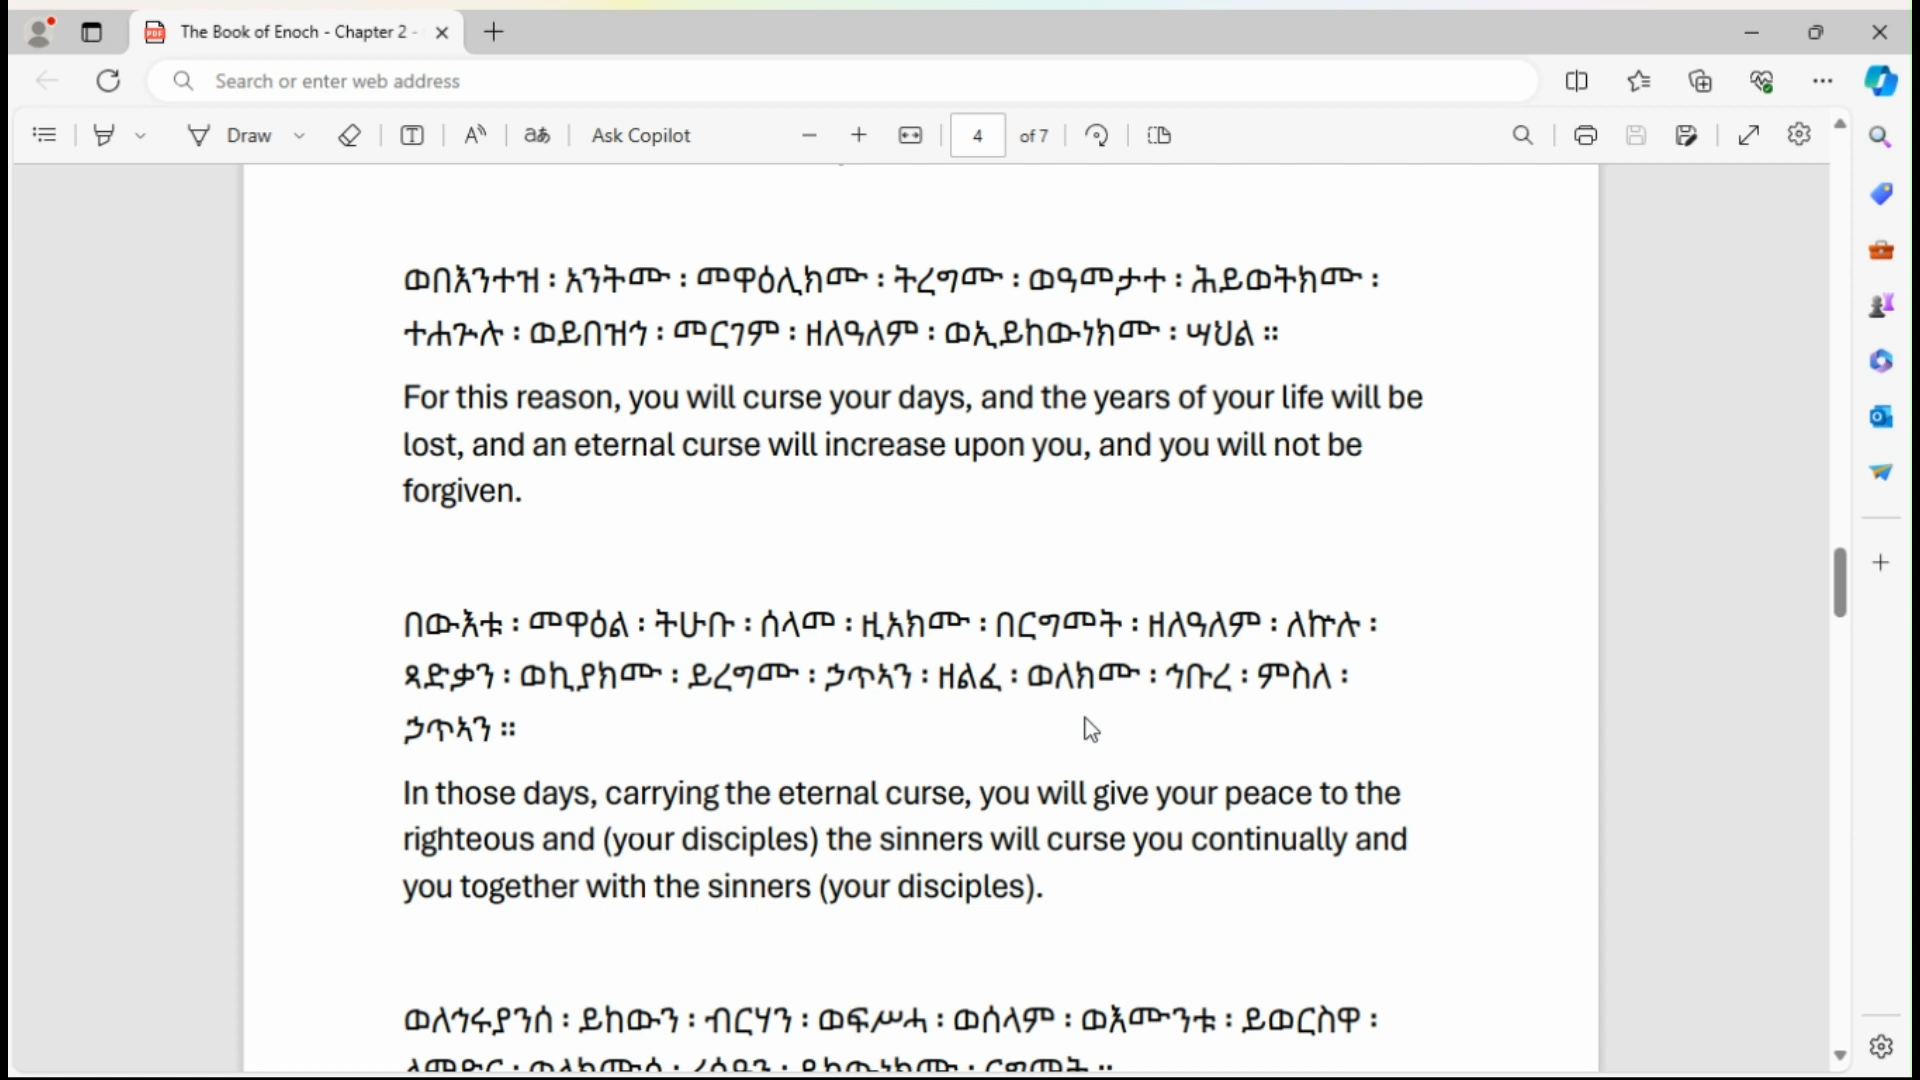 The Book of Enoch - Chapter 2 -
Search or enter web address
Draw
aあ
Ask Copilot
4 of 7
ወበእንተዝ ፡ አንትሙ ፡ መዋዕሊክሙ ፡ ትረግሙ ፡ ወዓመታተ ፡ ሕይወትክሙ ፡
ተሐጕሉ ፡ ወይበዝኅ ፡ መርገም ፡ ዘለዓለም ፡ ወኢይከውነክሙ ፡ ሣህል ።
For this reason, you will curse your days, and the years of your life will be
lost, and an eternal curse will increase upon you, and you will not be
forgiven.
በውእቱ ፡ መዋዕል ፡ ትሁቡ ፡ ሰላመ ፡ ዚአክሙ ፡ በርግመት ፡ ዘለዓለም ፡ ለኵሉ ፡
ጻድቃን ፡ ወኪያክሙ ፡ ይረግሙ ፡ ኃጥኣን ፡ ዘልፈ ፡ ወለክሙ ፡ ኅቡረ ፡ ምስለ ፡
ኃጥኣን ።
In those days, carrying the eternal curse, you will give your peace to the
righteous and (your disciples) the sinners will curse you continually and
you together with the sinners (your disciples).
ወለኅሩያንሰ ፡ ይከውን ፡ ብርሃን ፡ ወፍሥሓ ፡ ወሰላም ፡ ወእሙንቱ ፡ ይወርስዋ ፡